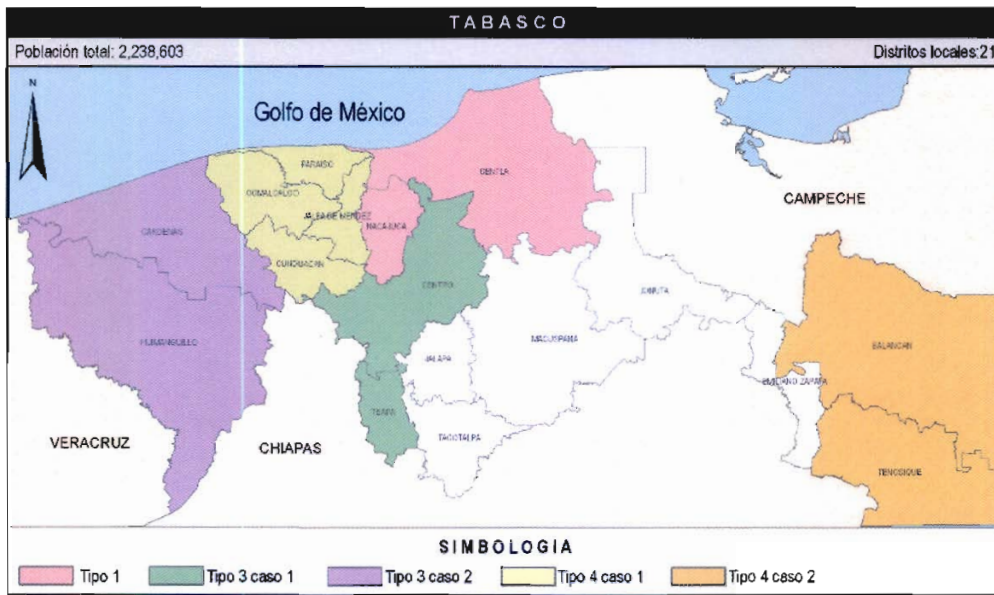 TABASCO
Población total: 2,238,603
Distritos locales:21
N
Golfo de México
PARAISO
CENTLA
COMALCALCO
CAMPECHE
JALPA DE MENDEZ
NACAJUCA
CARDENAS
CUNDUACAN
CENTRO
JONUTA
MACUSPANA
HUIMANGUILLO
BALANCAN
JALAPA
EMILIANO ZAPATA
TEAPA
VERACRUZ
CHIAPAS
TACOTALPA
TENOSIQUE
SIMBOLOGIA
Tipo 1
Tipo 3 caso 1
Tipo 3 caso 2
Tipo 4 caso 1
Tipo 4 caso 2